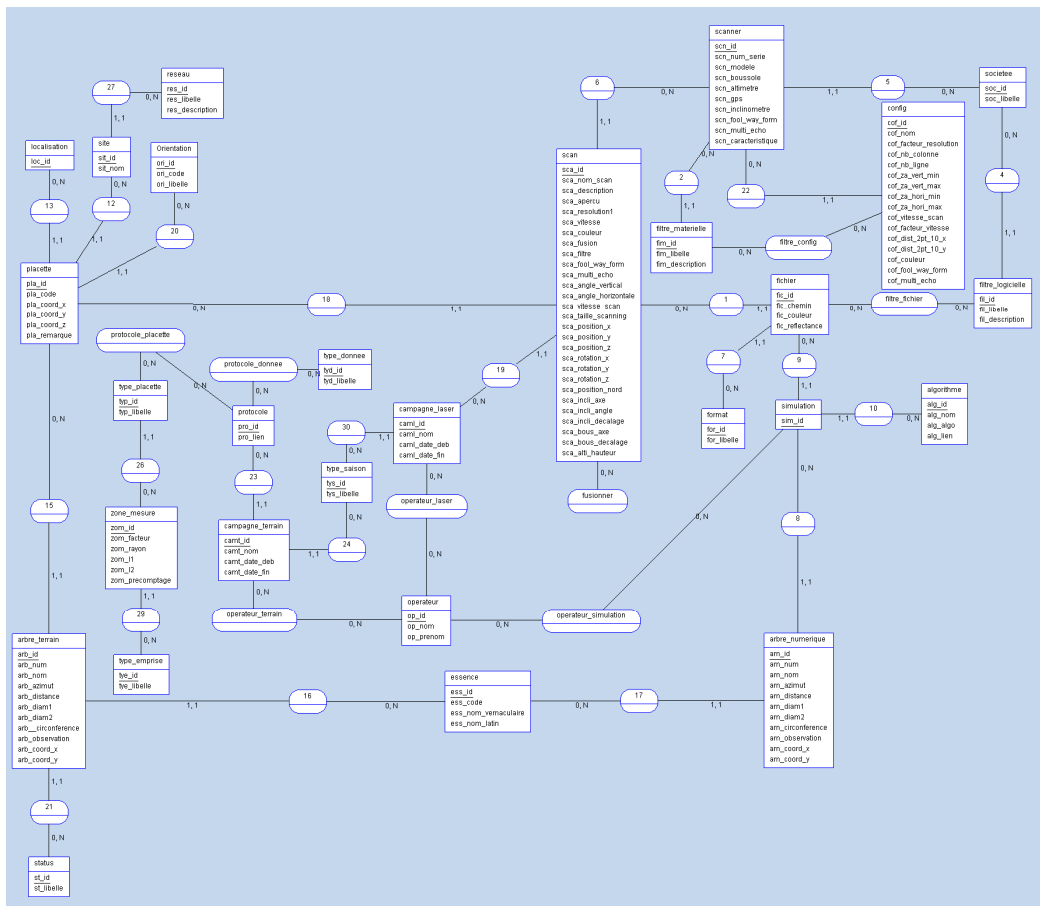 scanner
scn_id
scn_num_serie
scn_modele
scn_boussole
scn_altimetre
scn_gps
scn_inclinometre
scn_fool_way_form
scn_multi_echo
scn_caracteristique
reseau
res_id
res_libelle
res_description
27
0, N
1, 1
6
0, N
1, 1
1, 1
5
0, N
societee
soc_id
soc_libelle
0, N
4
1, 1
config
cof_id
cof_nom
cof_facteur_resolution
cof_nb_colonne
cof_nb_ligne
cof_za_vert_min
cof_za_vert_max
cof_za_hori_min
cof_za_hori_max
cof_vitesse_scan
cof_facteur_vitesse
cof_dist_2pt_10_x
cof_dist_2pt_10_y
cof_couleur
cof_fool_way_form
cof_multi_echo
localisation
loc_id
0, N
13
1, 1
site
sit_id
sit_nom
0, N
12
1, 1
Orientation
ori_id
ori_code
ori_libelle
0, N
20
1, 1
scan
sca_id
sca_nom_scan
sca_description
sca_apercu
sca_resolution1
sca_vitesse
sca_couleur
sca_fusion
sca_filtre
sca_fool_way_form
sca_multi_echo
sca_angle_vertical
sca_angle_horizontale
sca_vitesse_scan
sca_taille_scanning
sca_position_x
sca_position_y
sca_position_z
sca_rotation_x
sca_rotation_y
sca_rotation_z
sca_position_nord
sca_incli_axe
sca_incli_angle
sca_incli_decalage
sca_bous_axe
sca_bous_decalage
sca_alti_hauteur
0, N
2
1, 1
0, N
22
1, 1
filtre_materielle
fim_id
fim_libelle
fim_description
0, N
filtre_config
0, N
placette
pla_id
pla_code
pla_coord_x
pla_coord_y
pla_coord_z
pla_remarque
0, N
18
1, 1
0, N
1
1, 1
fichier
fic_id
fic_chemin
fic_couleur
fic_reflectance
0, N
filtre_fichier
0, N
filtre_logicielle
fil_id
fil_libelle
fil_description
protocole_placette
0, N
0, N
type_placette
typ_id
typ_libelle
1, 1
26
0, N
protocole_donnee
0, N
0, N
type_donnee
tyd_id
tyd_libelle
protocole
pro_id
pro_lien
0, N
23
1, 1
1, 1
19
0, N
campagne_laser
caml_id
caml_nom
caml_date_deb
caml_date_fin
30
1, 1
0, N
type_saison
tys_id
tys_libelle
0, N
24
1, 1
0, N
operateur_laser
0, N
0, N
fusionner
1, 1
7
0, N
format
for_id
for_libelle
0, N
9
1, 1
simulation
sim_id
1, 1
10
0, N
algorithme
alg_id
alg_nom
alg_algo
alg_lien
0, N
8
1, 1
0, N
0, N
15
1, 1
zone_mesure
zom_id
zom_facteur
zom_rayon
zom_l1
zom_l2
zom_precomptage
1, 1
29
0, N
type_emprise
tye_id
tye_libelle
campagne_terrain
camt_id
camt_nom
camt_date_deb
camt_date_fin
0, N
operateur_terrain
0, N
operateur
op_id
op_nom
op_prenom
0, N
operateur_simulation
arbre_terrain
arb_id
arb_num
arb_nom
arb_azimut
arb_distance
arb_diam1
arb_diam2
arb__circonference
arb_observation
arb_coord_x
arb_coord_y
1, 1
16
0, N
essence
ess_id
ess_code
ess_nom_vernaculaire
ess_nom_latin
0, N
17
1, 1
arbre_numerique
arn_id
arn_num
arn_nom
arn_azimut
arn_distance
arn_diam1
arn_diam2
arn_circonference
arn_observation
arn_coord_x
arn_coord_y
1, 1
21
0, N
status
st_id
st_libelle